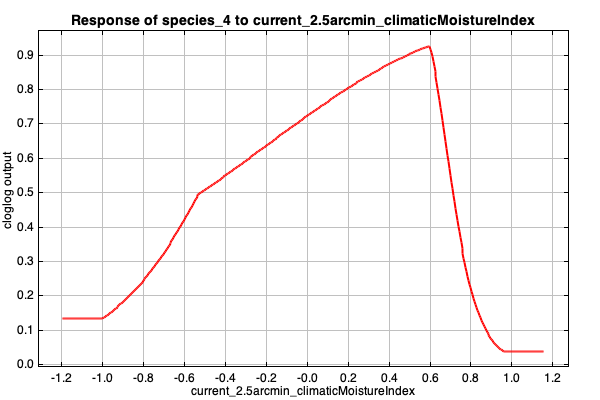 Response of species_4 to current_2.5arcmin_climaticMoistureIndex
cloglog output
0.9
0.8
0.7
0.6
0.5
0.4
0.3
0.2
0.1
0.0
-1.2 -1.0 -0.8 -0.6 -0.4 -0.2 -0.0 0.2 0.4 0.6 0.8 1.0 1.2
current_2.5arcmin_climaticMoistureIndex